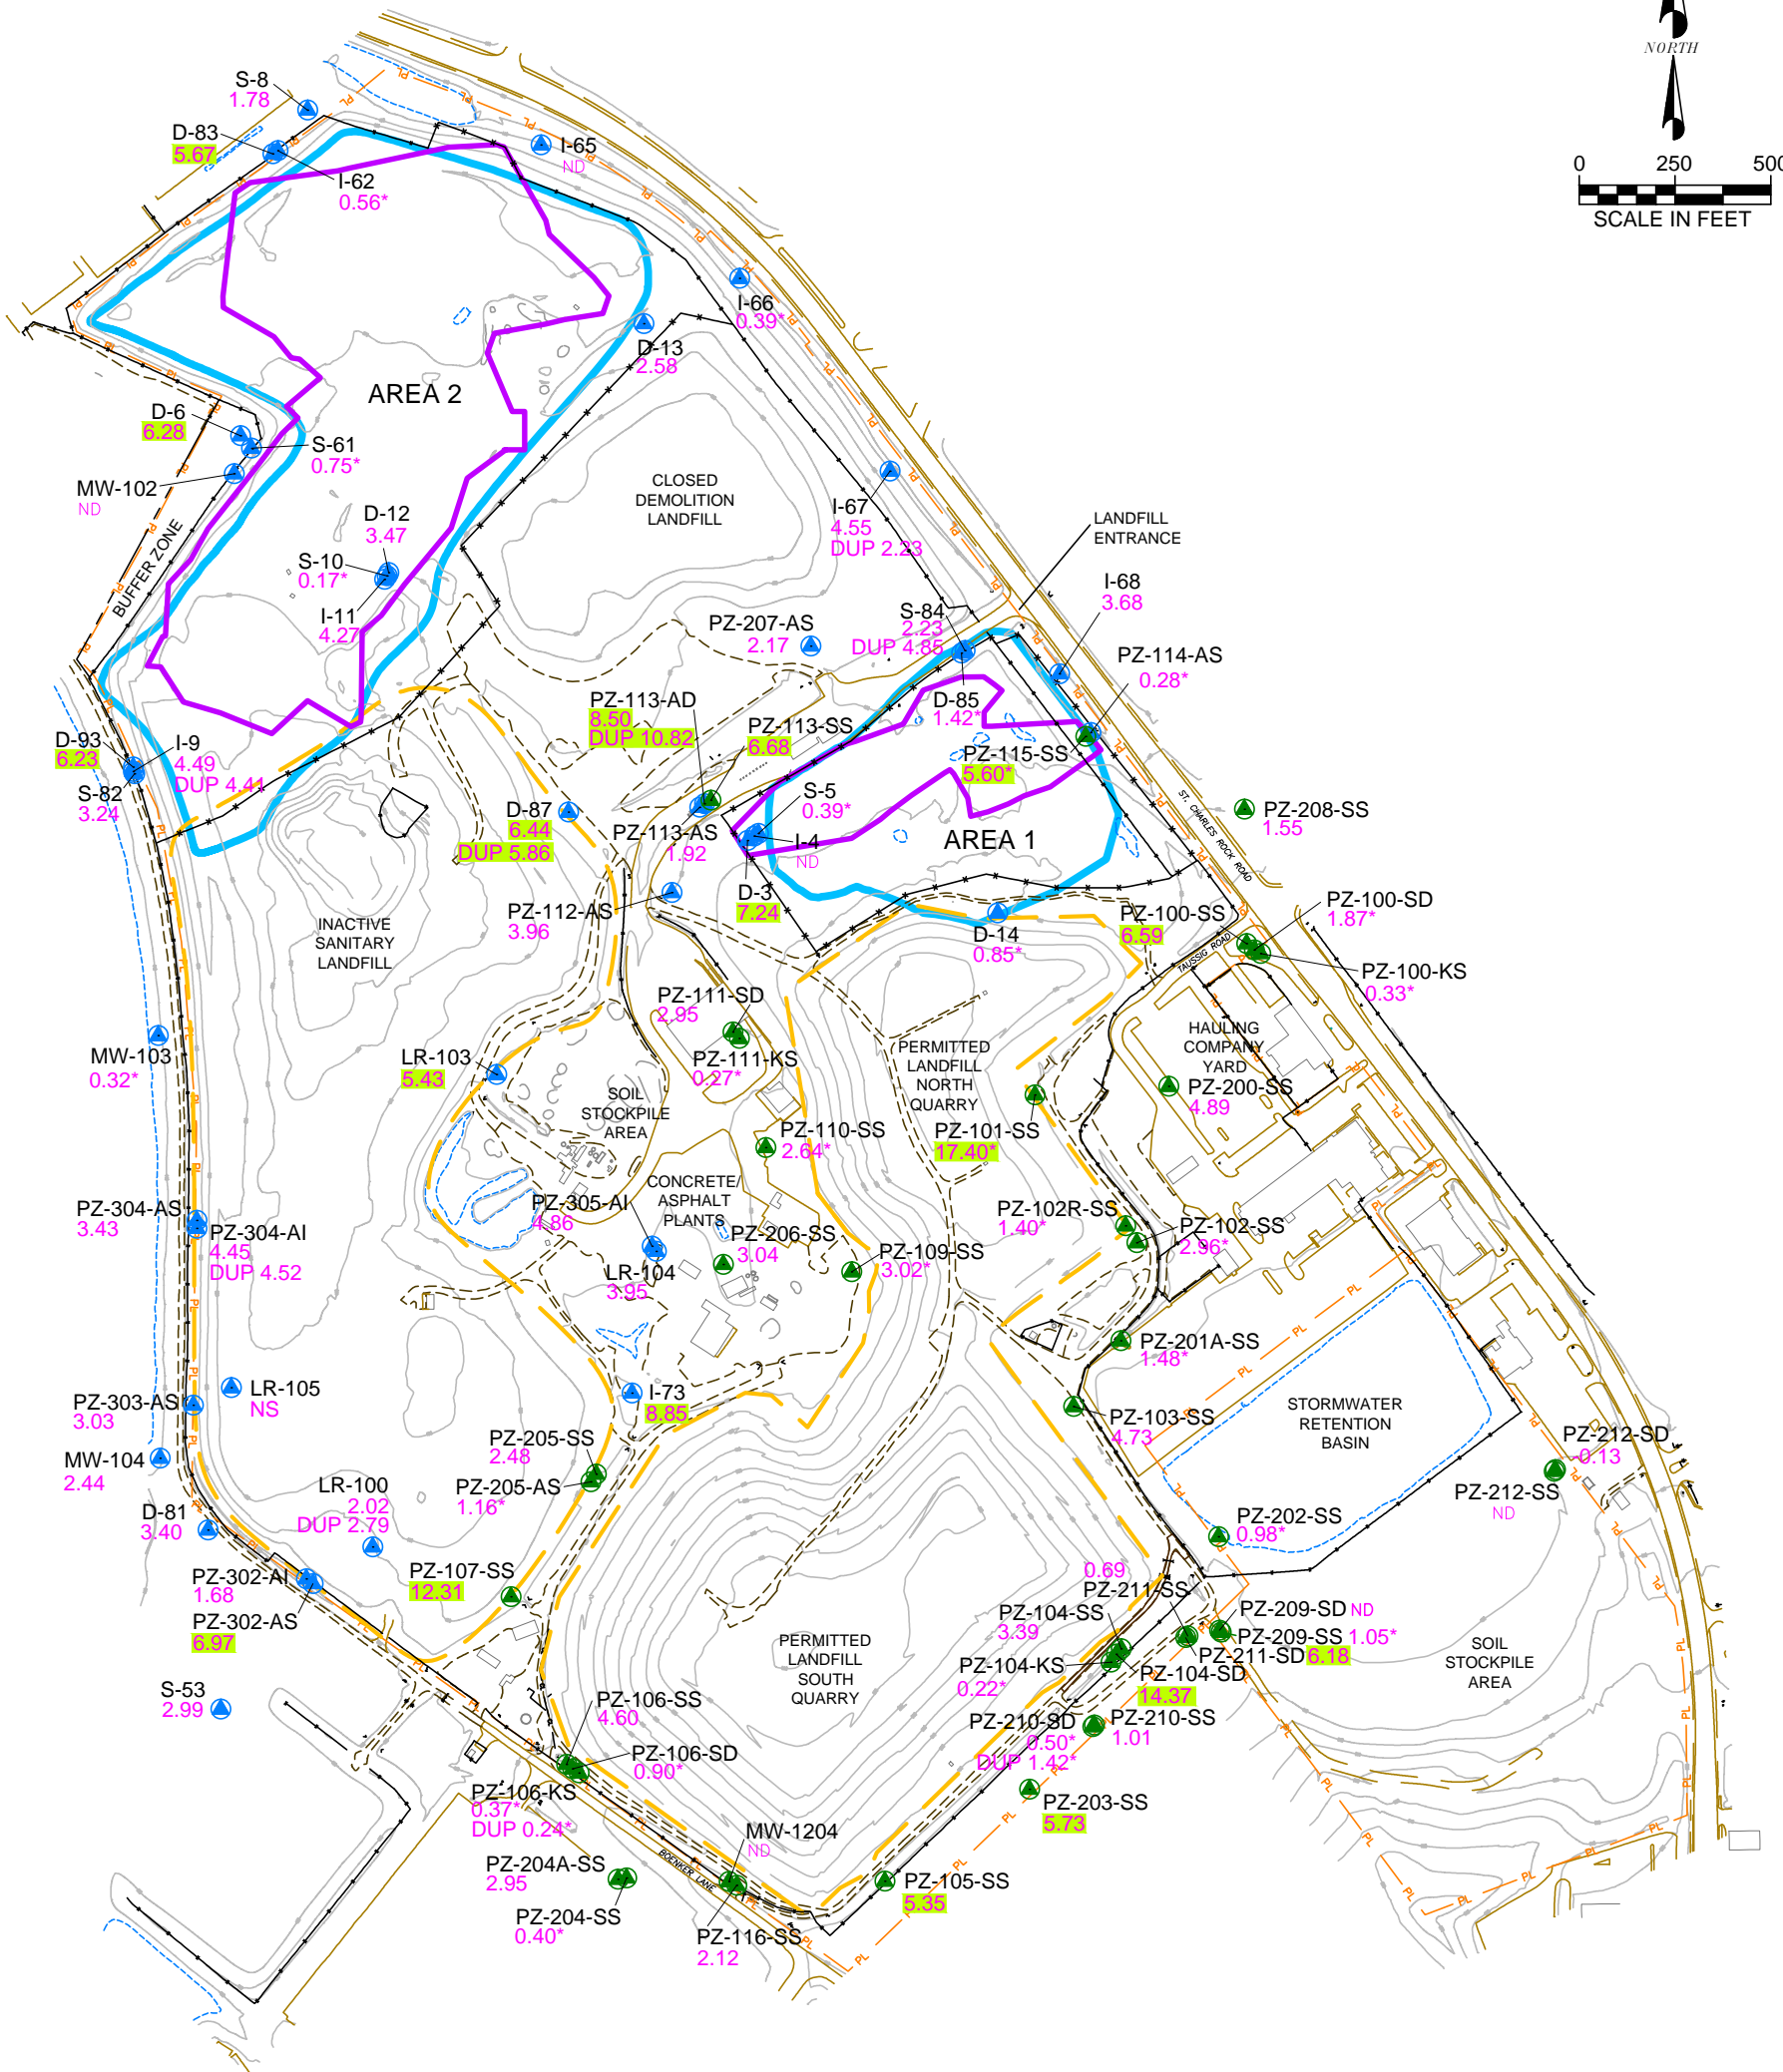 NORTH
0 250 500
SCALE IN FEET
S-8
1.78
D-83
5.67
I-62
0.56*
I-65
ND
I-66
0.39*
D-13
2.58
AREA 2
D-6
6.28
S-61
0.75*
MW-102
ND
BUFFER ZONE
D-12
3.47
S-10
0.17*
I-11
4.27
CLOSED
DEMOLITION
LANDFILL
I-67
4.55
DUP 2.23
LANDFILL
ENTRANCE
I-68
3.68
S-84
2.23
DUP 4.85
PZ-207-AS
2.17
PZ-114-AS
0.28*
D-85
1.42*
PZ-115-SS
5.60*
PZ-113-AD
8.50
DUP 10.82
PZ-113-SS
6.68
D-93
6.23
I-9
4.49
DUP 4.41
S-82
3.24
D-87
6.44
DUP 5.86
PZ-113-AS
1.92
S-5
0.39*
I-4
ND
AREA 1
D-3
7.24
ST. CHARLES ROCK ROAD
PZ-208-SS
1.55
PZ-112-AS
3.96
D-14
0.85*
PZ-100-SS
6.59
PZ-100-SD
1.87*
TAUSSIG ROAD
PZ-100-KS
0.33*
INACTIVE
SANITARY
LANDFILL
PZ-111-SD
2.95
PZ-111-KS
0.27*
MW-103
0.32*
LR-103
5.43
SOIL
STOCKPILE
AREA
PERMITTED
LANDFILL
NORTH
QUARRY
HAULING
COMPANY
YARD
PZ-200-SS
4.89
PZ-110-SS
2.64*
PZ-101-SS
17.40*
PZ-304-AS
3.43
PZ-304-AI
4.45
DUP 4.52
PZ-305-AI
4.86
CONCRETE/
ASPHALT
PLANTS
PZ-206-SS
3.04
LR-104
3.95
PZ-109-SS
3.02*
PZ-102R-SS
1.40*
PZ-102-SS
2.96*
PZ-201A-SS
1.48*
LR-105
NS
PZ-303-AS
3.03
MW-104
2.44
I-73
8.85
PZ-103-SS
4.73
STORMWATER
RETENTION
BASIN
PZ-212-SD
-0.13
PZ-212-SS
ND
PZ-205-SS
2.48
PZ-205-AS
1.16*
LR-100
2.02
DUP 2.79
D-81
3.40
PZ-202-SS
0.98*
PZ-302-AI
1.68
PZ-302-AS
6.97
PZ-107-SS
12.31
0.69
PZ-211-SS
PZ-104-SS
3.39
PZ-209-SD ND
PZ-209-SS 1.05*
PZ-211-SD 6.18
PZ-104-KS
0.22*
PZ-104-SD
14.37
SOIL
STOCKPILE
AREA
PERMITTED
LANDFILL
SOUTH
QUARRY
S-53
2.99
PZ-106-SS
4.60
PZ-210-SD
0.50*
DUP 1.42*
PZ-210-SS
1.01
PZ-106-SD
0.90*
PZ-106-KS
0.37*
DUP 0.24*
PZ-203-SS
5.73
MW-1204
ND
BOENKER LANE
PZ-204A-SS
2.95
PZ-105-SS
5.35
PZ-204-SS
0.40*
PZ-116-SS
2.12